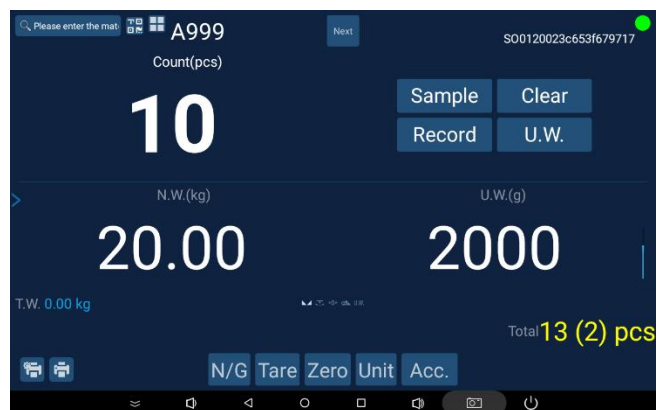 Please enter the mat
A999
Next
S00120023c653f679717
Count(pcs)
10
Sample
Clear
Record
U.W.
N.W.(kg)
U.W.(g)
20.00
2000
T.W. 0.00 kg
Total 13 (2) pcs
N/G
Tare
Zero
Unit
Acc.